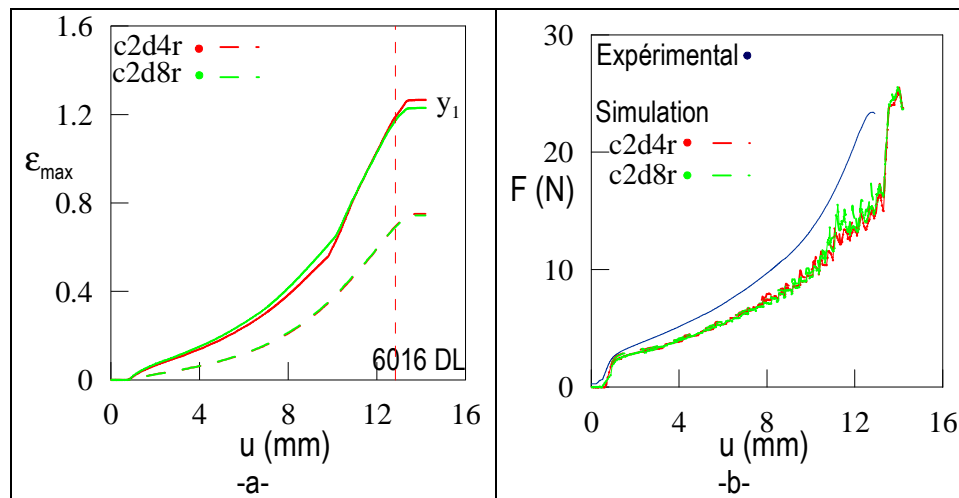 1.6
1.2
0.8
0.4
0
εmax
c2d4r
c2d8r
y1
6016 DL
0 4 8 12 16
u (mm)
-a-
30
20
10
0
F (N)
Expérimental
Simulation
c2d4r
c2d8r
0 4 8 12 16
u (mm)
-b-